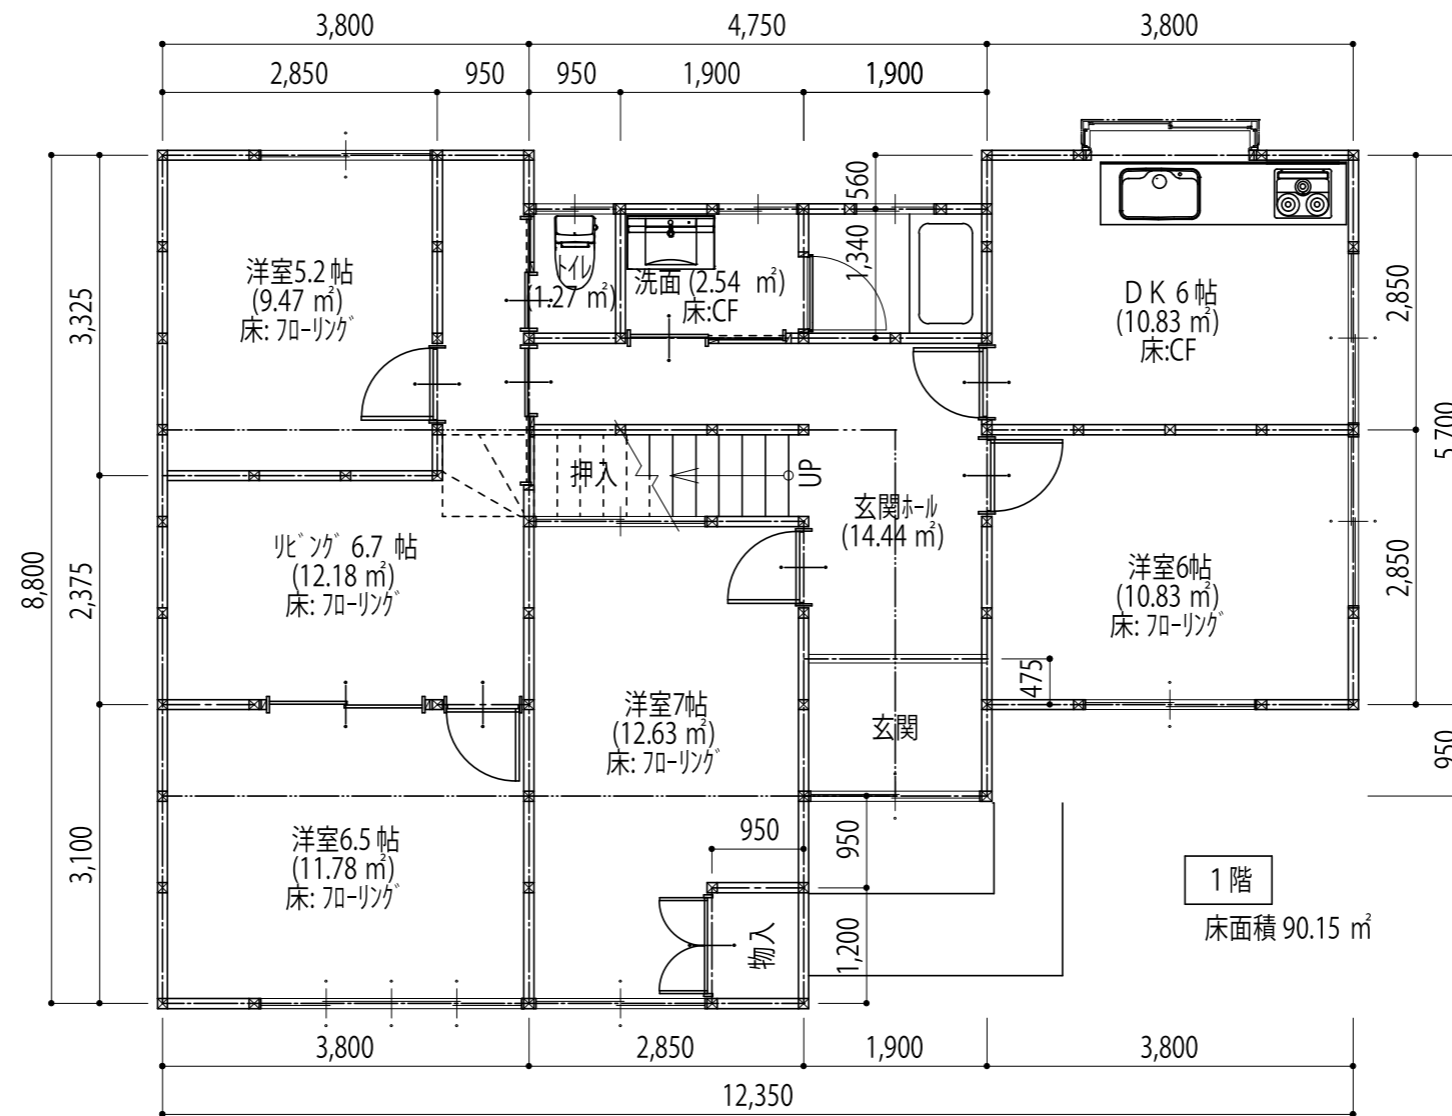 3,800
4,750
3,800
2,850
950
950
1,900
1,900
560
1,340
3,325
2,375
3,100
8,800
2,850
5,700
2,850
950
洋室5.2 帖
(9.47 ㎡)
床: フローリング
トイレ
(1.27 ㎡)
洗面 (2.54 ㎡)
床:CF
ＤＫ 6 帖
(10.83 ㎡)
床:CF
押入
UP
玄関ホール
(14.44 ㎡)
リビング 6.7 帖
(12.18 ㎡)
床: フローリング
洋室6帖
(10.83 ㎡)
床: フローリング
475
洋室7帖
(12.63 ㎡)
床: フローリング
玄関
洋室6.5 帖
(11.78 ㎡)
床: フローリング
950
950
1,200
物入
1 階
床面積 90.15 ㎡
3,800
2,850
1,900
3,800
12,350